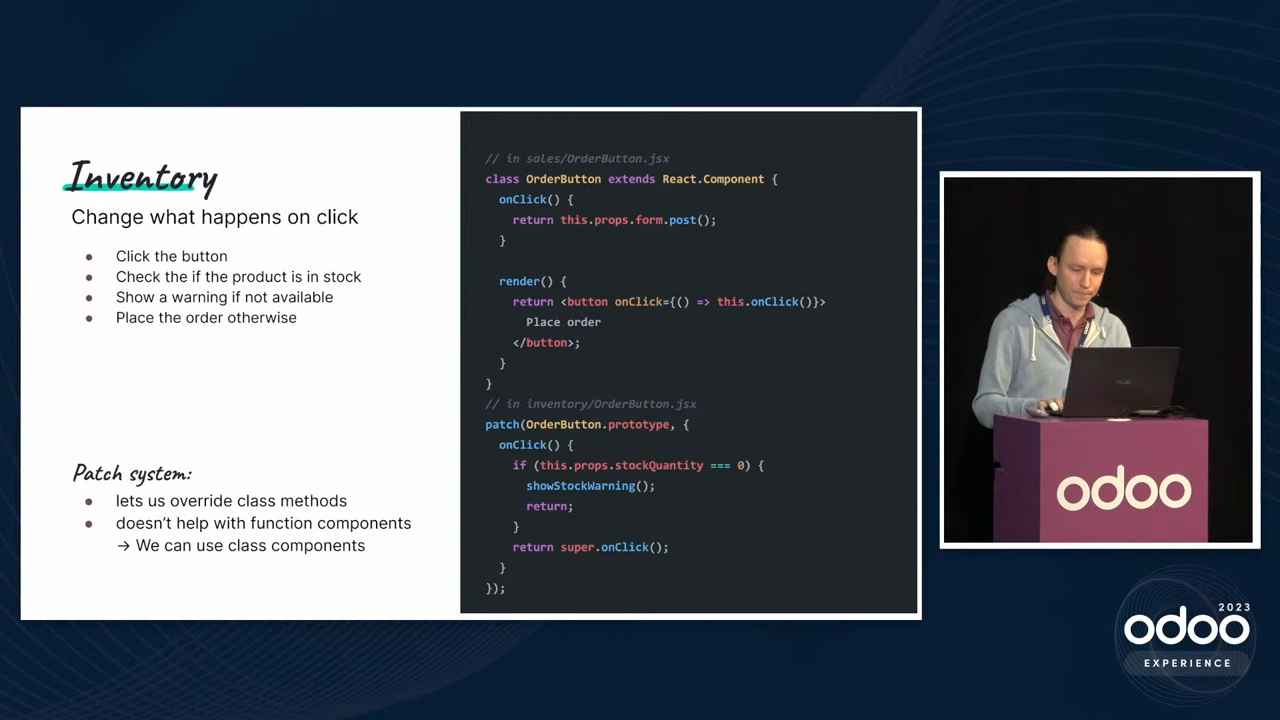 Inventory
Change what happens on click
● Click the button
● Check the if the product is in stock
● Show a warning if not available
● Place the order otherwise
Patch system:
● lets us override class methods
● doesn't help with function components
→ We can use class components
// in sales/OrderButton.jsx
class OrderButton extends React.Component {
  onClick() {
    return this.props.form.post();
  }

  render() {
    return <button onClick={() => this.onClick()}>
      Place order
    </button>;
  }
}
// in inventory/OrderButton.jsx
patch(OrderButton.prototype, {
  onClick() {
    if (this.props.stockQuantity === 0) {
      showStockWarning();
      return;
    }
    return super.onClick();
  }
});
odoo
2023
odoo
EXPERIENCE